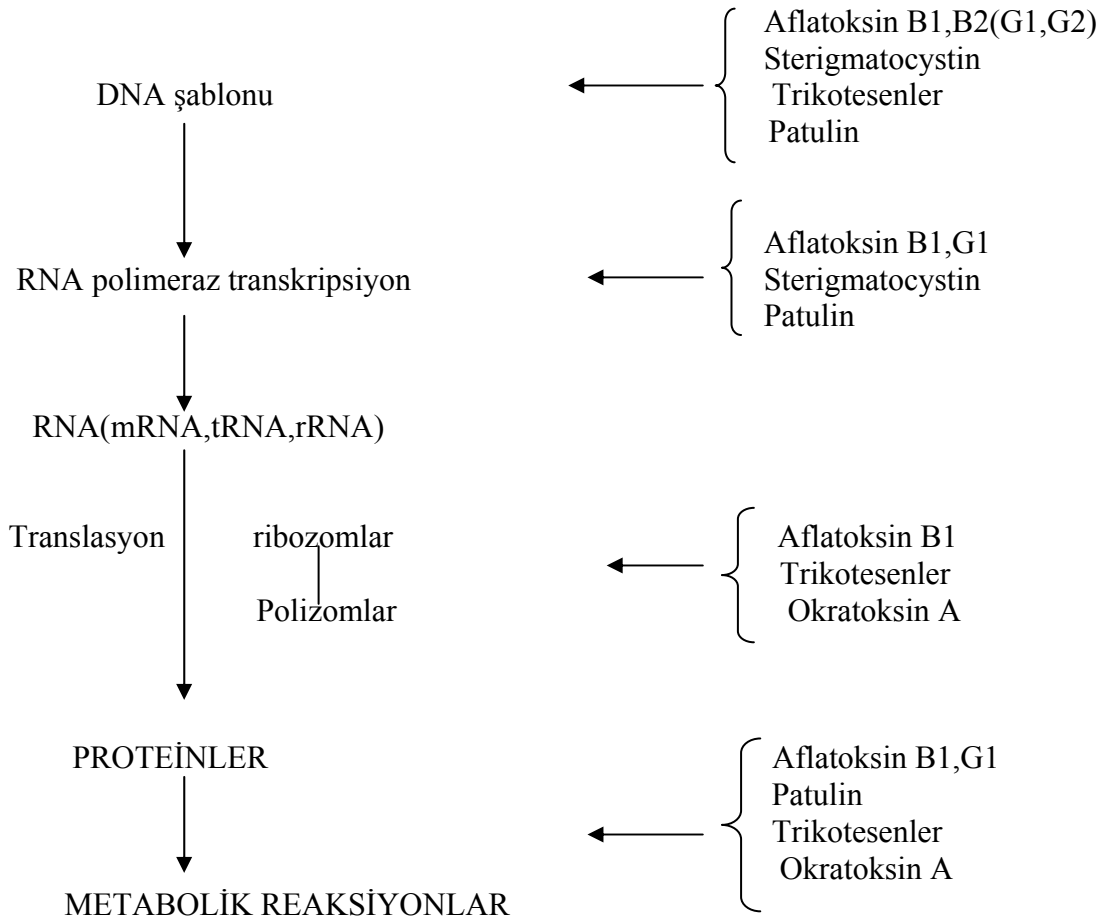 Aflatoksin B1,B2(G1,G2)
Sterigmatocystin
DNA şablonu
Trikotesenler
Patulin
Aflatoksin B1,G1
RNA polimeraz transkripsiyon
Sterigmatocystin
Patulin
RNA(mRNA,tRNA,rRNA)
Translasyon ribozomlar
Polizomlar
Aflatoksin B1
Trikotesenler
Okratoksin A
PROTEİNLER
Aflatoksin B1,G1
Patulin
Trikotesenler
Okratoksin A
METABOLİK REAKSİYONLAR